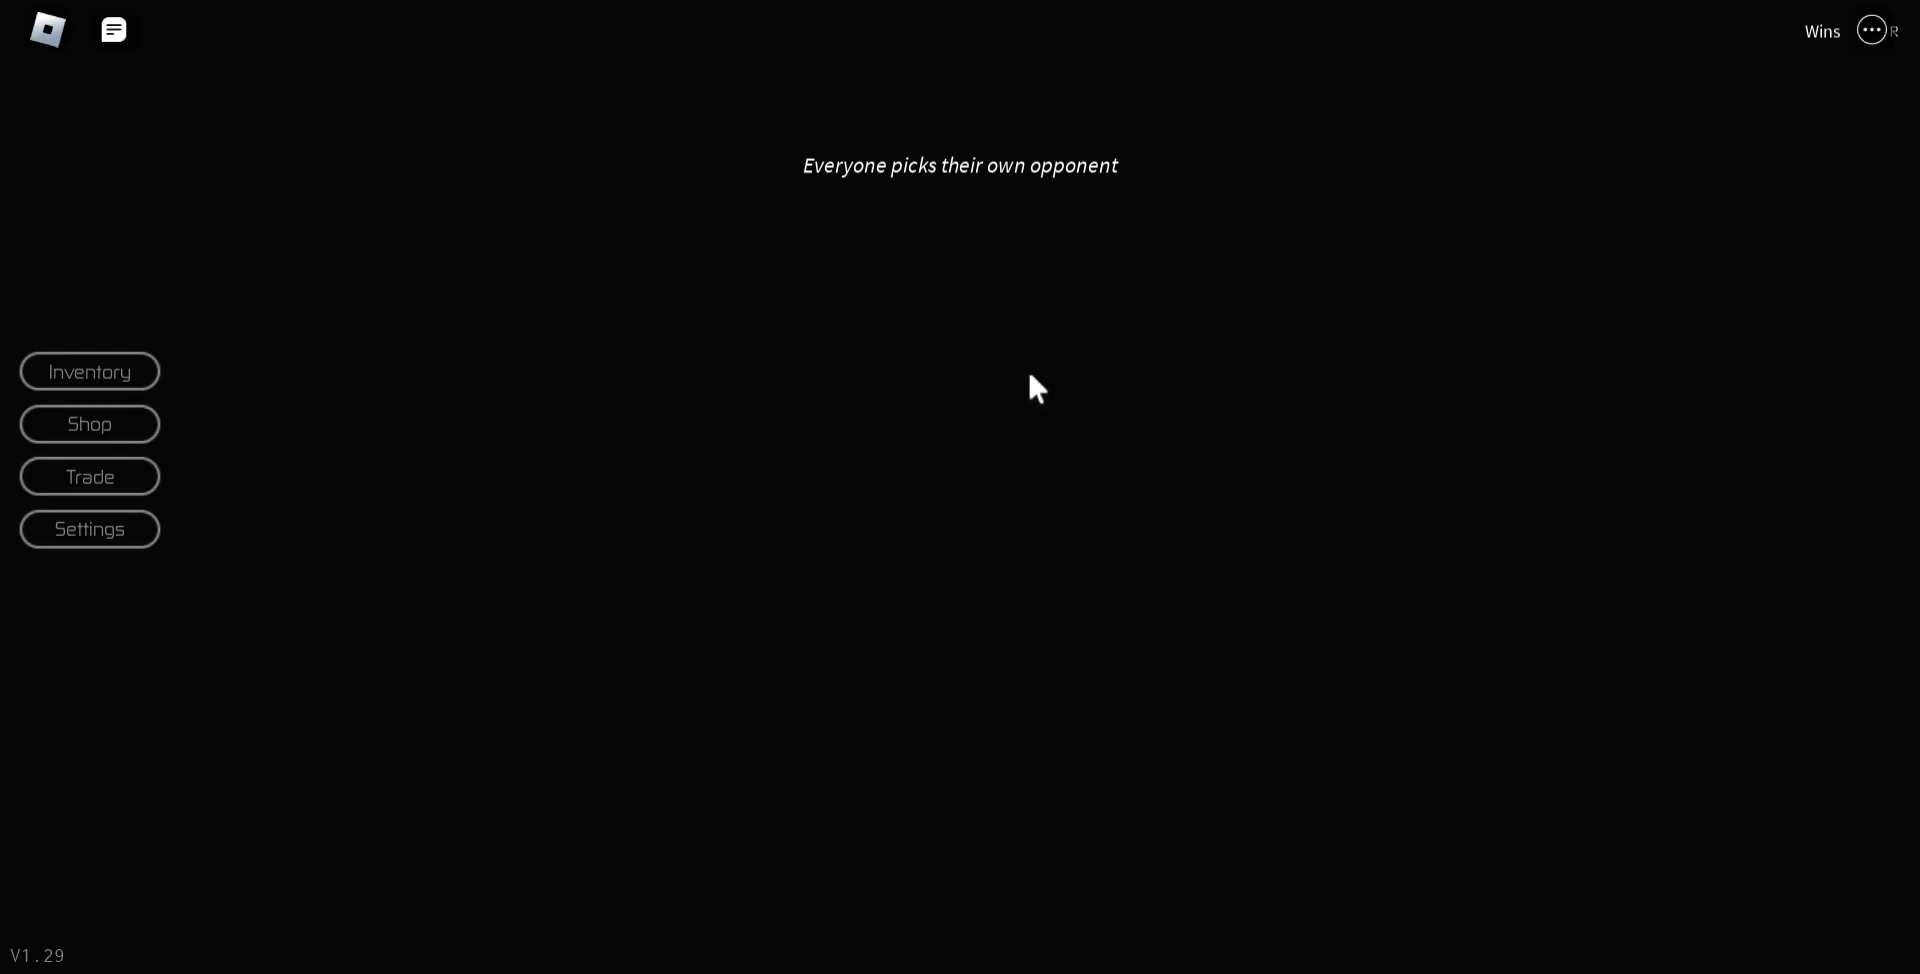 Wins
R
Everyone picks their own opponent
Inventory
Shop
Trade
Settings
V1.29